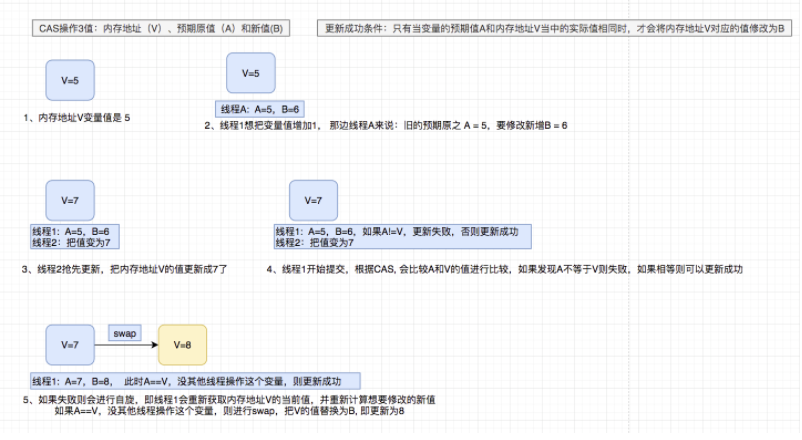 CAS操作3值：内存地址（V）、预期原值（A）和新值(B)
更新成功条件：只有当变量的预期值A和内存地址V当中的实际值相同时，才会将内存地址V对应的值修改为B
V=5
1、内存地址V变量值是 5
V=5
线程A: A=5，B=6
2、线程1想把变量值增加1， 那边线程A来说：旧的预期原之 A = 5，要修改新增B = 6
V=7
线程1: A=5，B=6
线程2：把值变为7
3、线程2抢先更新，把内存地址V的值更新成7了
V=7
线程1: A=5，B=6，如果A!=V，更新失败，否则更新成功
线程2：把值变为7
4、线程1开始提交，根据CAS, 会比较A和V的值进行比较，如果发现A不等于V则失败，如果相等则可以更新成功
V=7
swap
V=8
线程1: A=7，B=8， 此时A==V，没其他线程操作这个变量，则更新成功
5、如果失败则会进行自旋，即线程1会重新获取内存地址V的当前值，并重新计算想要修改的新值
如果A==V，没其他线程操作这个变量，则进行swap，把V的值替换为B, 即更新为8